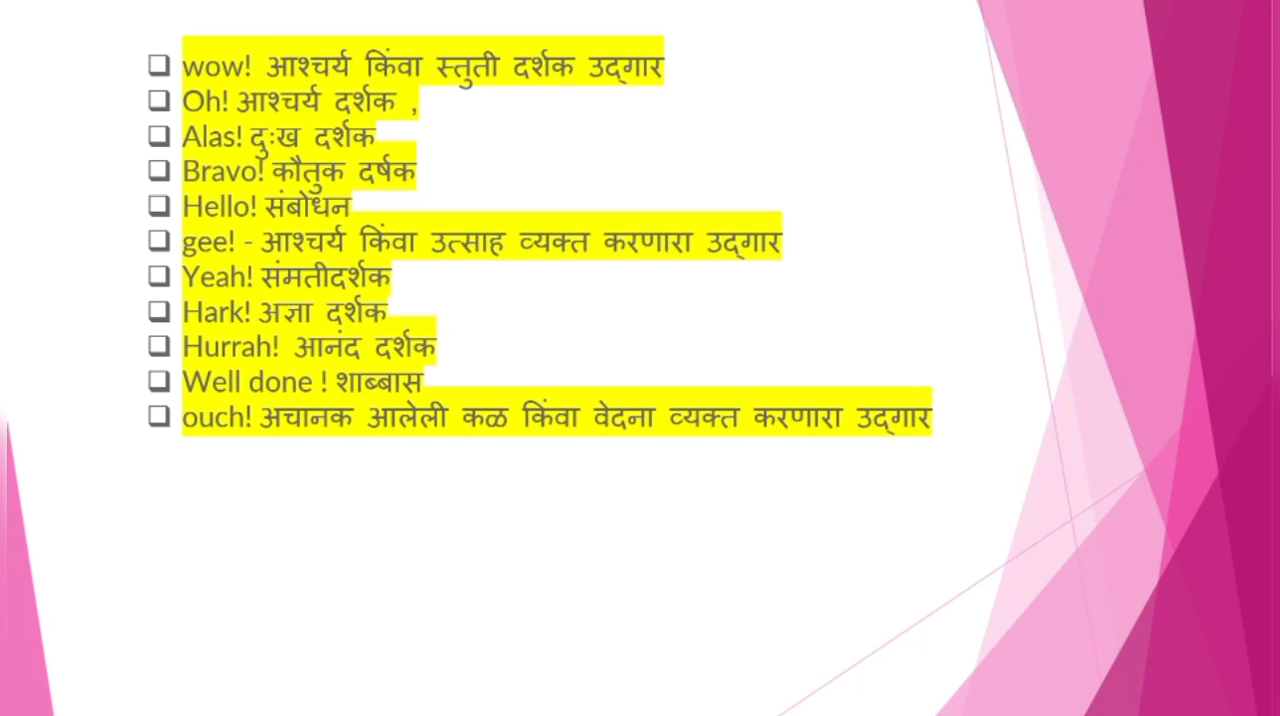 wow! आश्चर्य किंवा स्तुती दर्शक उद्गार
Oh! आश्चर्य दर्शक ,
Alas! दुःख दर्शक
Bravo! कौतुक दर्षक
Hello! संबोधन
gee! - आश्चर्य किंवा उत्साह व्यक्त करणारा उद्गार
Yeah! संमतीदर्शक
Hark! अज्ञा दर्शक
Hurrah! आनंद दर्शक
Well done ! शाब्बास
ouch! अचानक आलेली कळ किंवा वेदना व्यक्त करणारा उद्गार